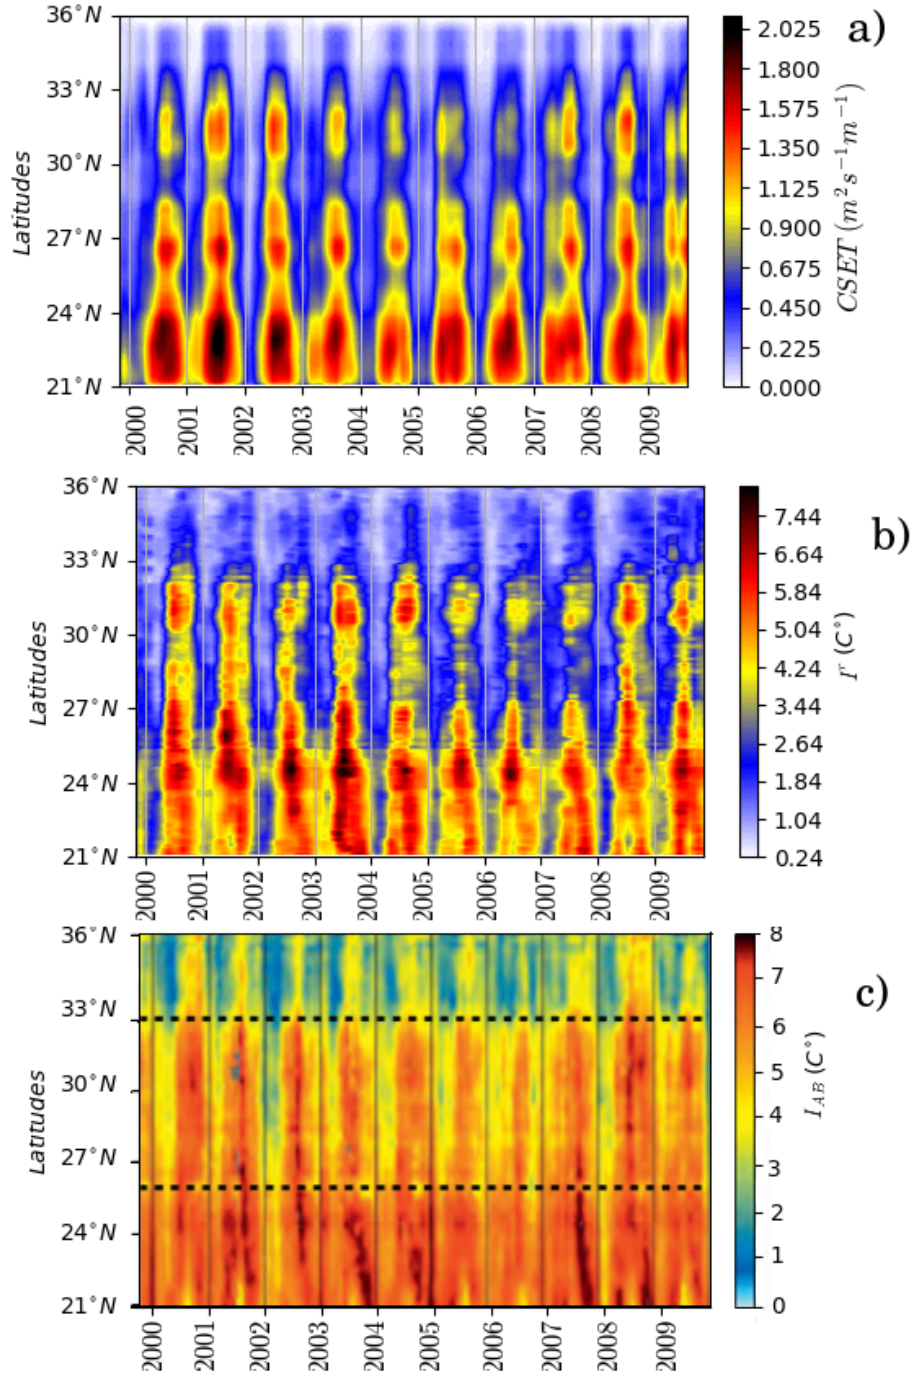 a)
36°N
33°N
30°N
27°N
24°N
21°N
Latitudes
2000
2001
2002
2003
2004
2005
2006
2007
2008
2009
2.025
1.800
1.575
1.350
1.125
0.900
0.675
0.450
0.225
0.000
CSET (m²s⁻¹m⁻¹)
b)
36°N
33°N
30°N
27°N
24°N
21°N
Latitudes
2000
2001
2002
2003
2004
2005
2006
2007
2008
2009
7.44
6.64
5.84
5.04
4.24
3.44
2.64
1.84
1.04
0.24
Iʳ (C°)
c)
36°N
33°N
30°N
27°N
24°N
21°N
Latitudes
2000
2001
2002
2003
2004
2005
2006
2007
2008
2009
8
7
6
5
4
3
2
1
0
I_AB (C°)